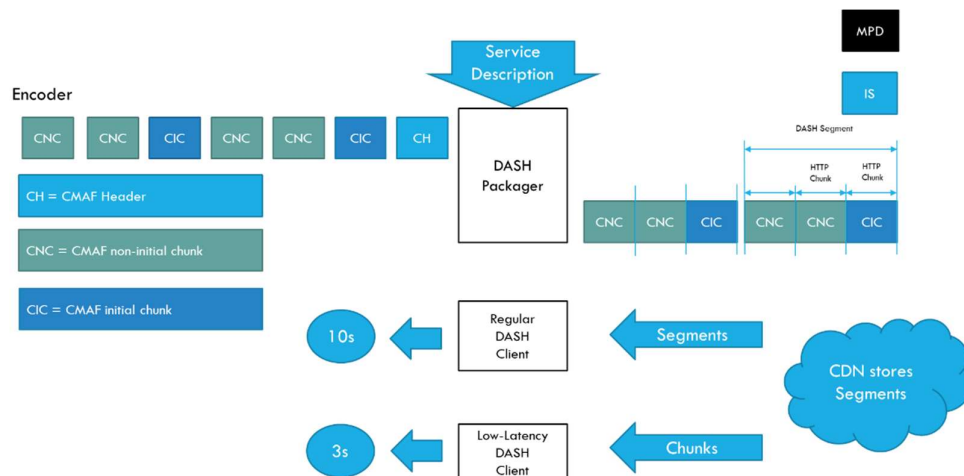 MPD
Service
Description
IS
Encoder
DASH Segment
CNC
CNC
CIC
CNC
CNC
CIC
CH
DASH
Packager
HTTP
Chunk
HTTP
Chunk
CH = CMAF Header
CNC
CNC
CIC
CNC
CNC
CIC
CNC = CMAF non-initial chunk
CIC = CMAF initial chunk
10s
Regular
DASH
Client
Segments
CDN stores
Segments
3s
Low-Latency
DASH
Client
Chunks